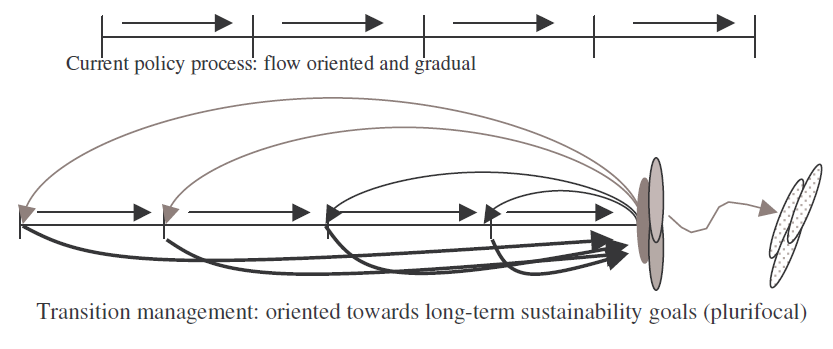 Current policy process: flow oriented and gradual
Transition management: oriented towards long-term sustainability goals (plurifocal)